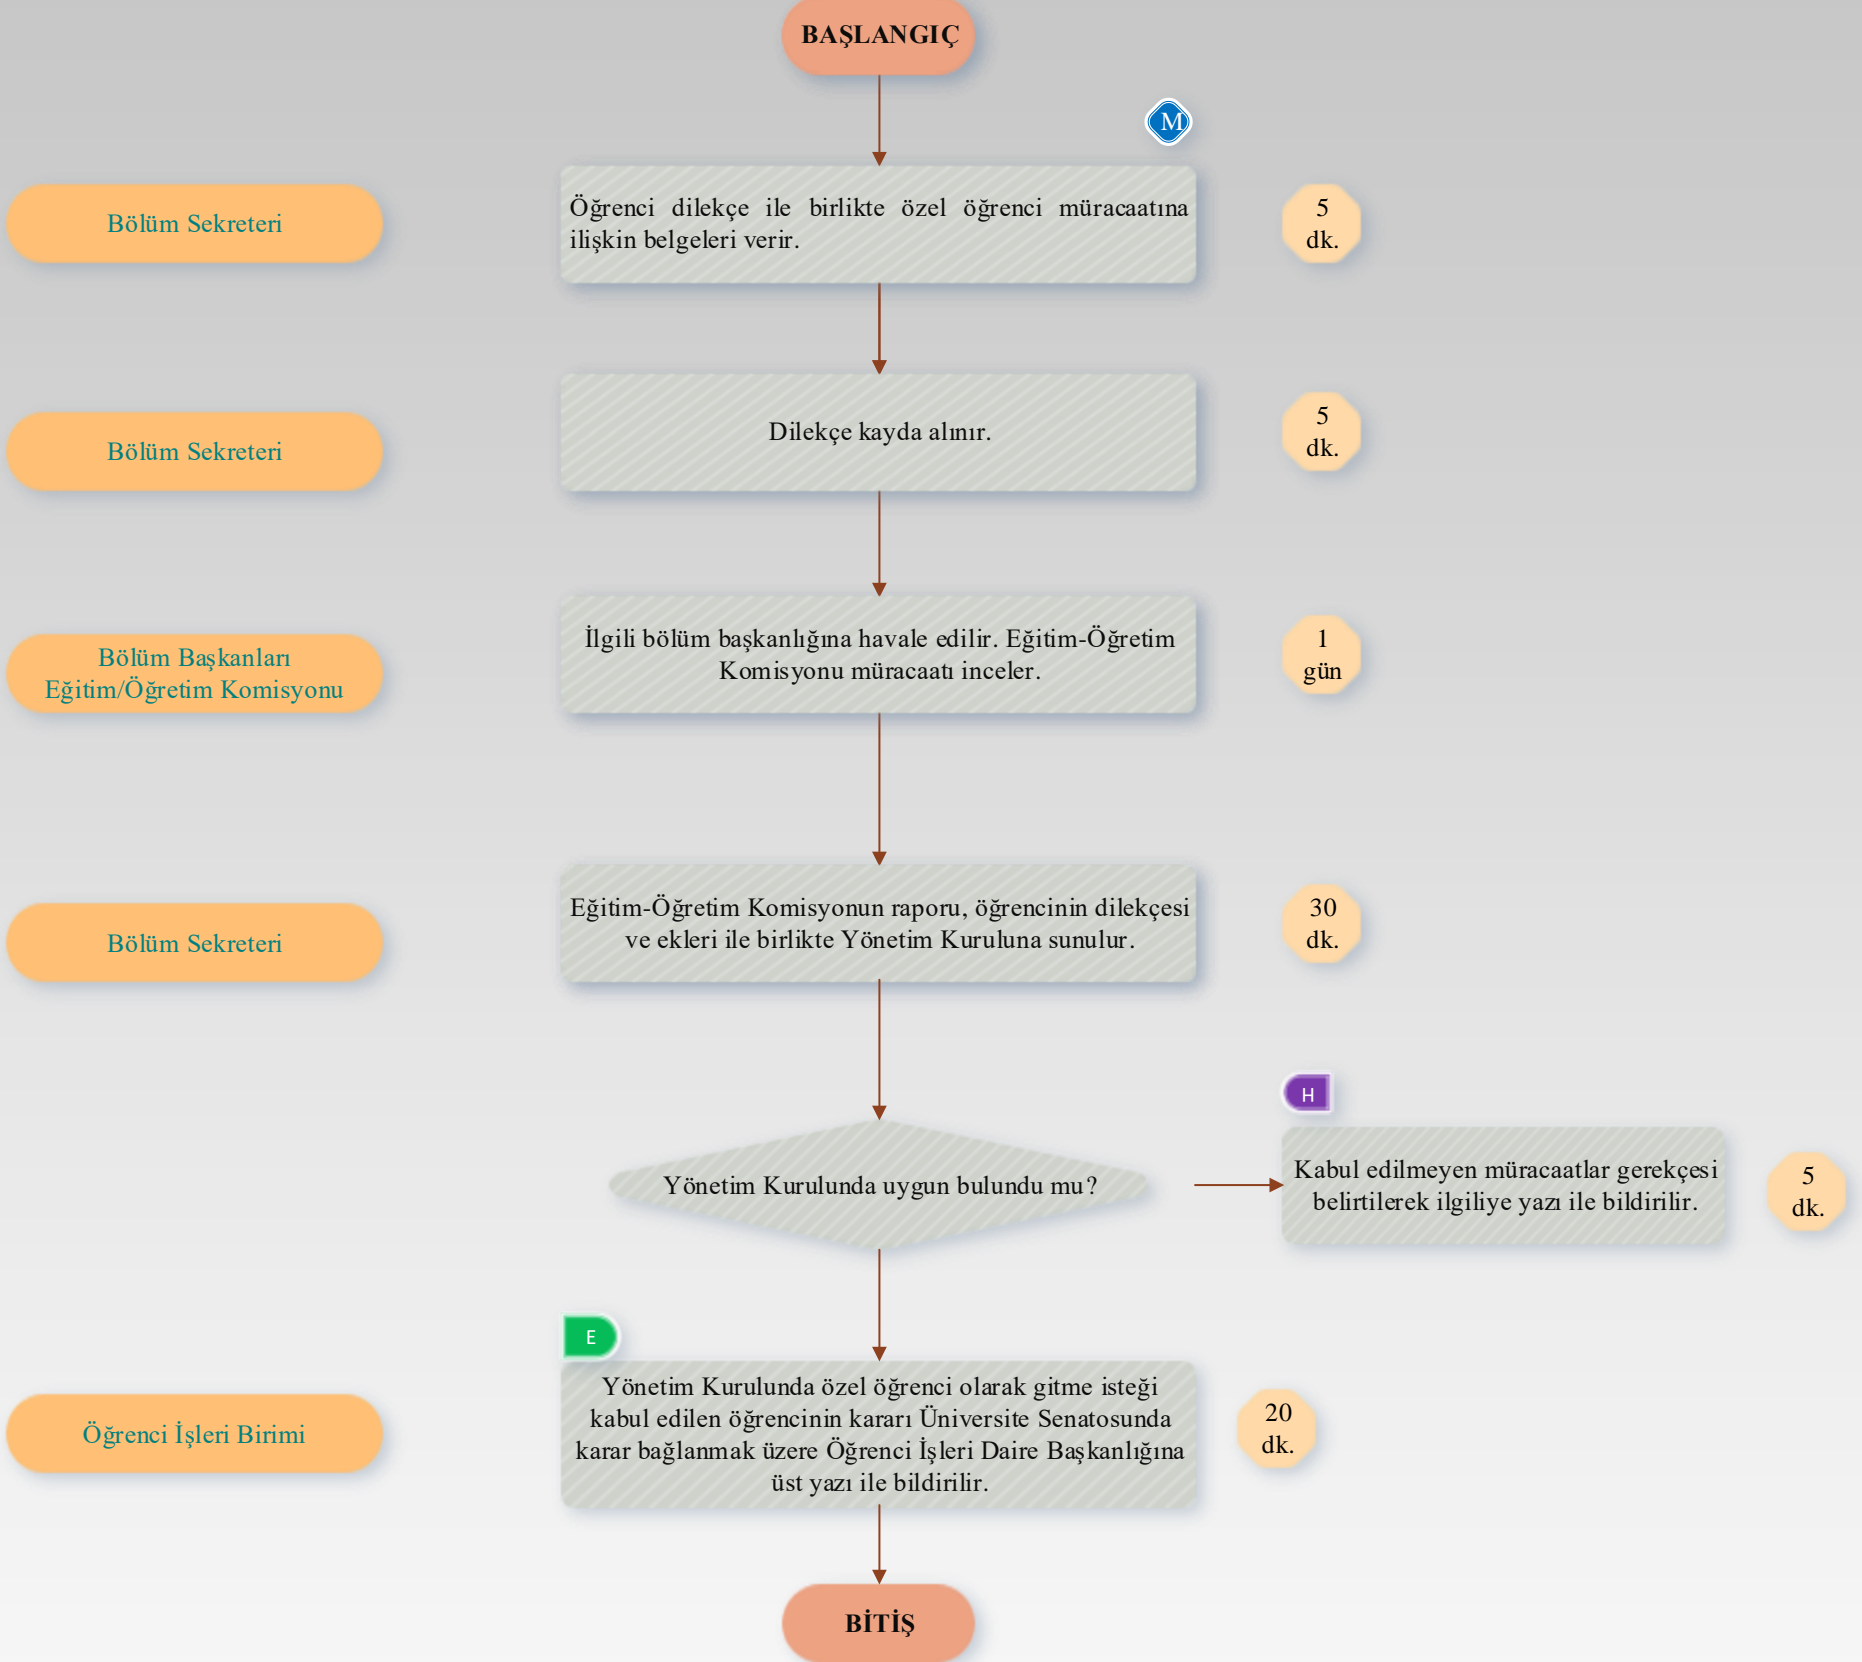 BAŞLANGIÇ
M
Bölüm Sekreteri
Öğrenci dilekçe ile birlikte özel öğrenci müracaatına
ilişkin belgeleri verir.
5
dk.
Bölüm Sekreteri
Dilekçe kayda alınır.
5
dk.
Bölüm Başkanları
Eğitim/Öğretim Komisyonu
İlgili bölüm başkanlığına havale edilir. Eğitim-Öğretim
Komisyonu müracaatı inceler.
1
gün
Bölüm Sekreteri
Eğitim-Öğretim Komisyonun raporu, öğrencinin dilekçesi
ve ekleri ile birlikte Yönetim Kuruluna sunulur.
30
dk.
Yönetim Kurulunda uygun bulundu mu?
H
Kabul edilmeyen müracaatlar gerekçesi
belirtilerek ilgiliye yazı ile bildirilir.
5
dk.
E
Öğrenci İşleri Birimi
Yönetim Kurulunda özel öğrenci olarak gitme isteği
kabul edilen öğrencinin kararı Üniversite Senatosunda
karar bağlanmak üzere Öğrenci İşleri Daire Başkanlığına
üst yazı ile bildirilir.
20
dk.
BİTİŞ